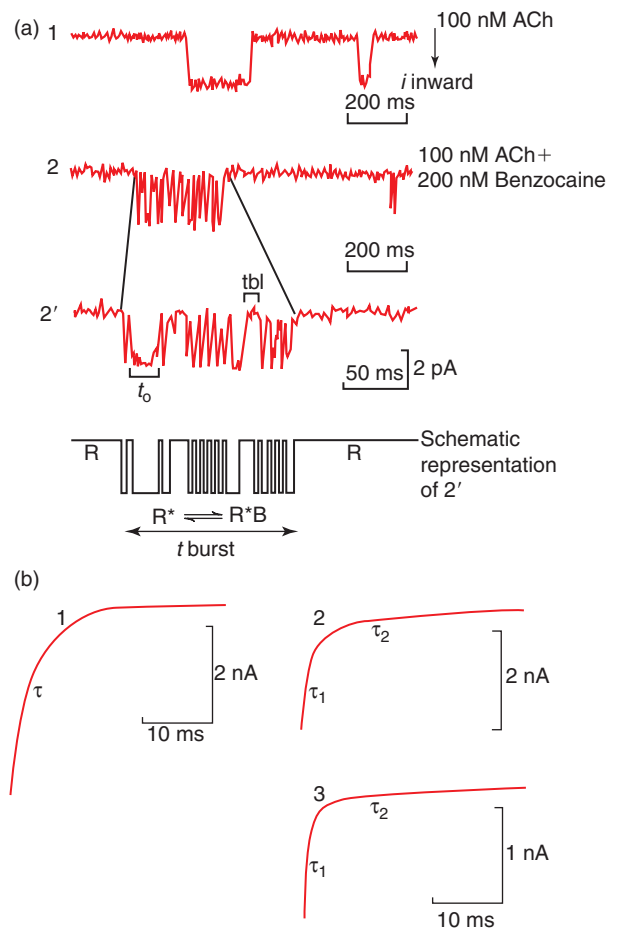 (a) 1
100 nM ACh
i inward
200 ms
2
100 nM ACh+
200 nM Benzocaine
200 ms
tbl
2′
t₀
50 ms
2 pA
R
R
Schematic
representation
of 2′
R* ⇌ R*B
t burst
(b)
1
τ
2 nA
10 ms
2
τ₂
τ₁
2 nA
3
τ₂
τ₁
1 nA
10 ms